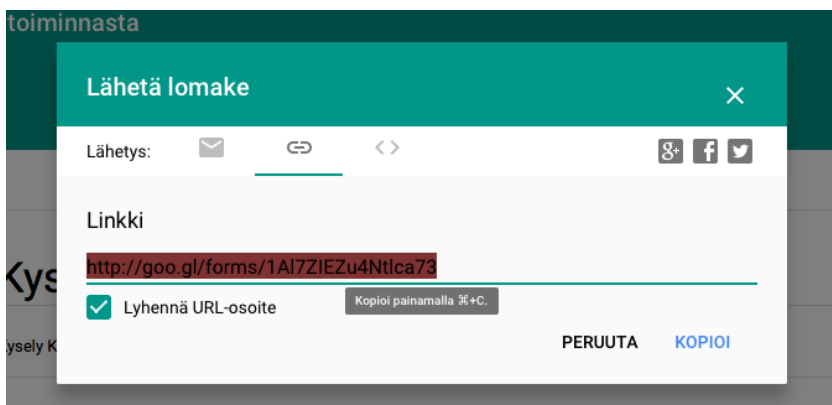 toiminnasta
Lähetä lomake
Lähetys:
Linkki
http://goo.gl/forms/1Al7ZIEZu4Ntlca73
Kys
Lyhennä URL-osoite
Kopioi painamalla ⌘+C.
ysely K
PERUUTA KOPIOI